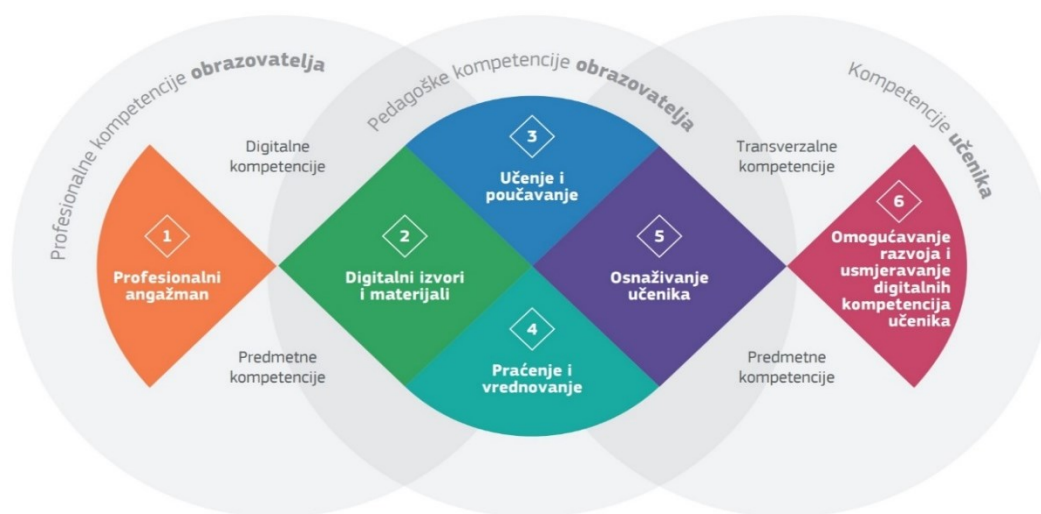 Profesionalne kompetencije obrazovatelja
Pedagoške kompetencije obrazovatelja
Kompetencije učenika
Digitalne
kompetencije
Transverzalne
kompetencije
1
Profesionalni
angažman
2
Digitalni izvori
i materijali
3
Učenje i
poučavanje
4
Praćenje i
vrednovanje
5
Osnaživanje
učenika
6
Omogućavanje
razvoja i
usmjeravanje
digitalnih
kompetencija
učenika
Predmetne
kompetencije
Predmetne
kompetencije